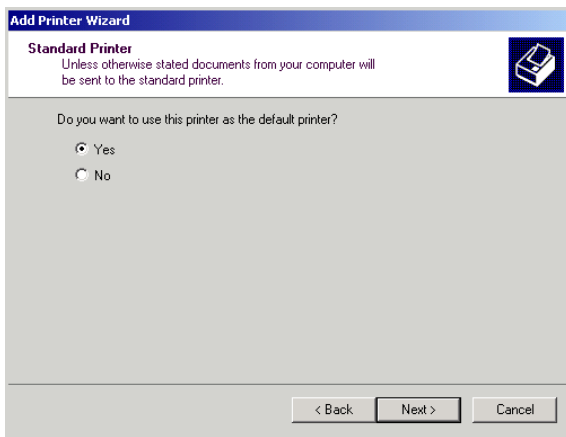 Add Printer Wizard
Standard Printer
Unless otherwise stated documents from your computer will
be sent to the standard printer.
Do you want to use this printer as the default printer?
Yes
No
< Back
Next >
Cancel